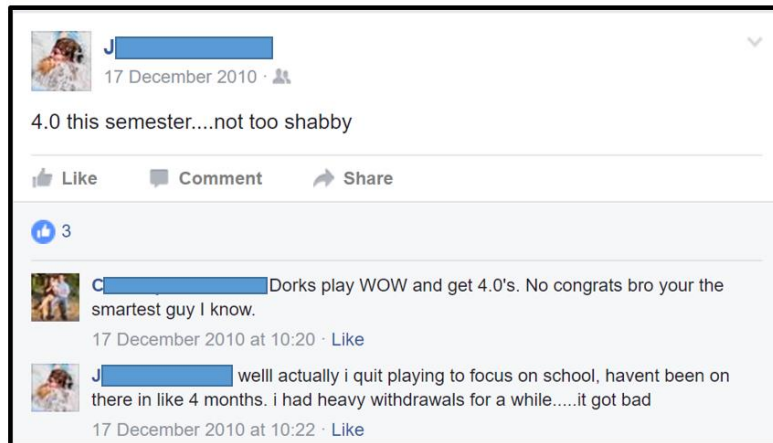 J
17 December 2010 ·
4.0 this semester....not too shabby
Like Comment Share
3
C Dorks play WOW and get 4.0's. No congrats bro your the
smartest guy I know.
17 December 2010 at 10:20 · Like
J welll actually i quit playing to focus on school, havent been on
there in like 4 months. i had heavy withdrawals for a while.....it got bad
17 December 2010 at 10:22 · Like